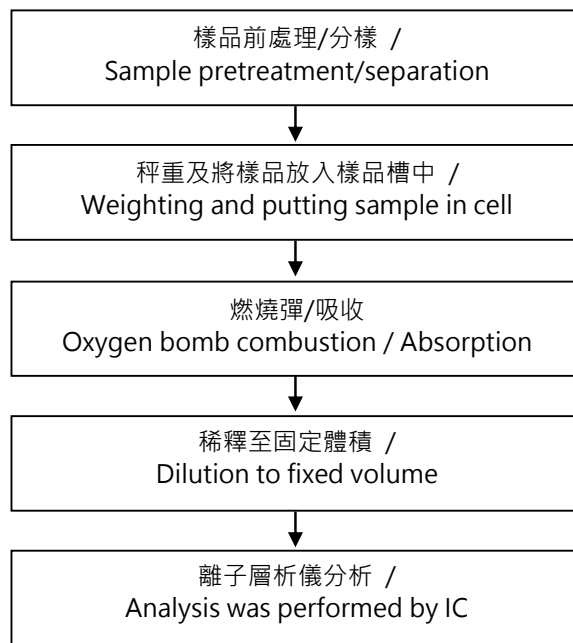 樣品前處理/分樣 /
Sample pretreatment/separation
秤重及將樣品放入樣品槽中 /
Weighting and putting sample in cell
燃燒彈/吸收
Oxygen bomb combustion / Absorption
稀釋至固定體積 /
Dilution to fixed volume
離子層析儀分析 /
Analysis was performed by IC